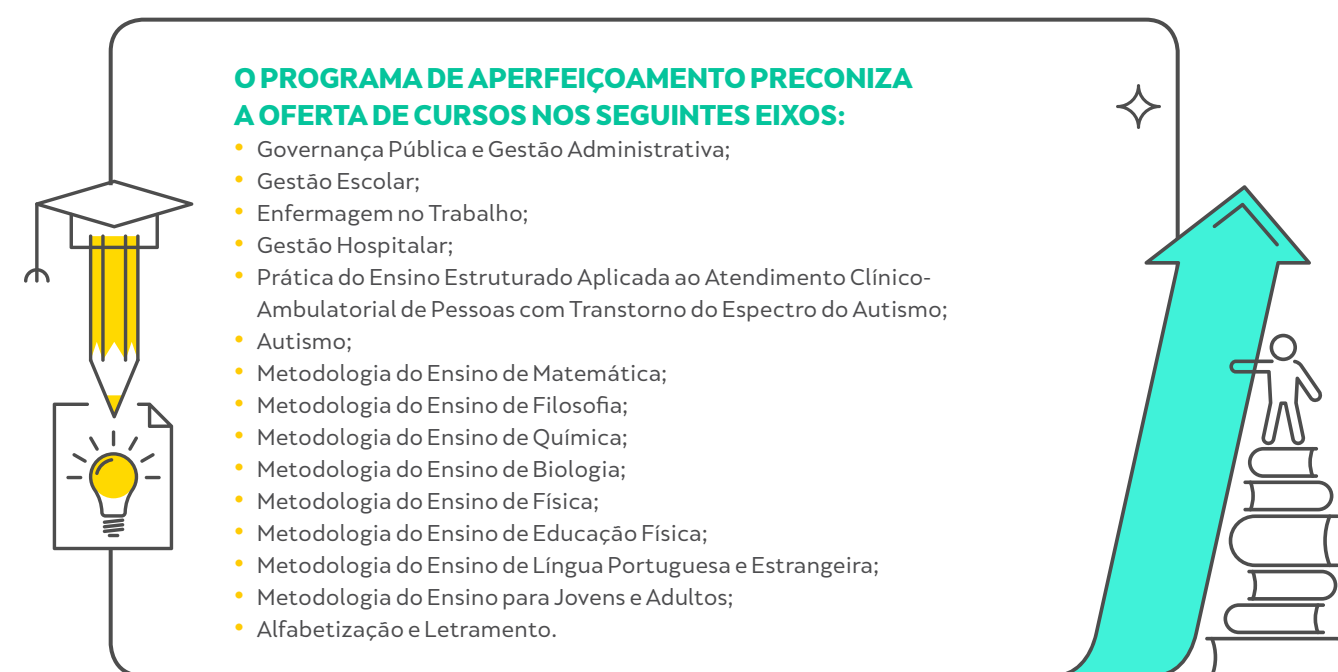 O PROGRAMA DE APERFEIÇOAMENTO PRECONIZA
A OFERTA DE CURSOS NOS SEGUINTES EIXOS:
• Governança Pública e Gestão Administrativa;
• Gestão Escolar;
• Enfermagem no Trabalho;
• Gestão Hospitalar;
• Prática do Ensino Estruturado Aplicada ao Atendimento Clínico-
Ambulatorial de Pessoas com Transtorno do Espectro do Autismo;
• Autismo;
• Metodologia do Ensino de Matemática;
• Metodologia do Ensino de Filosofia;
• Metodologia do Ensino de Química;
• Metodologia do Ensino de Biologia;
• Metodologia do Ensino de Física;
• Metodologia do Ensino de Educação Física;
• Metodologia do Ensino de Língua Portuguesa e Estrangeira;
• Metodologia do Ensino para Jovens e Adultos;
• Alfabetização e Letramento.